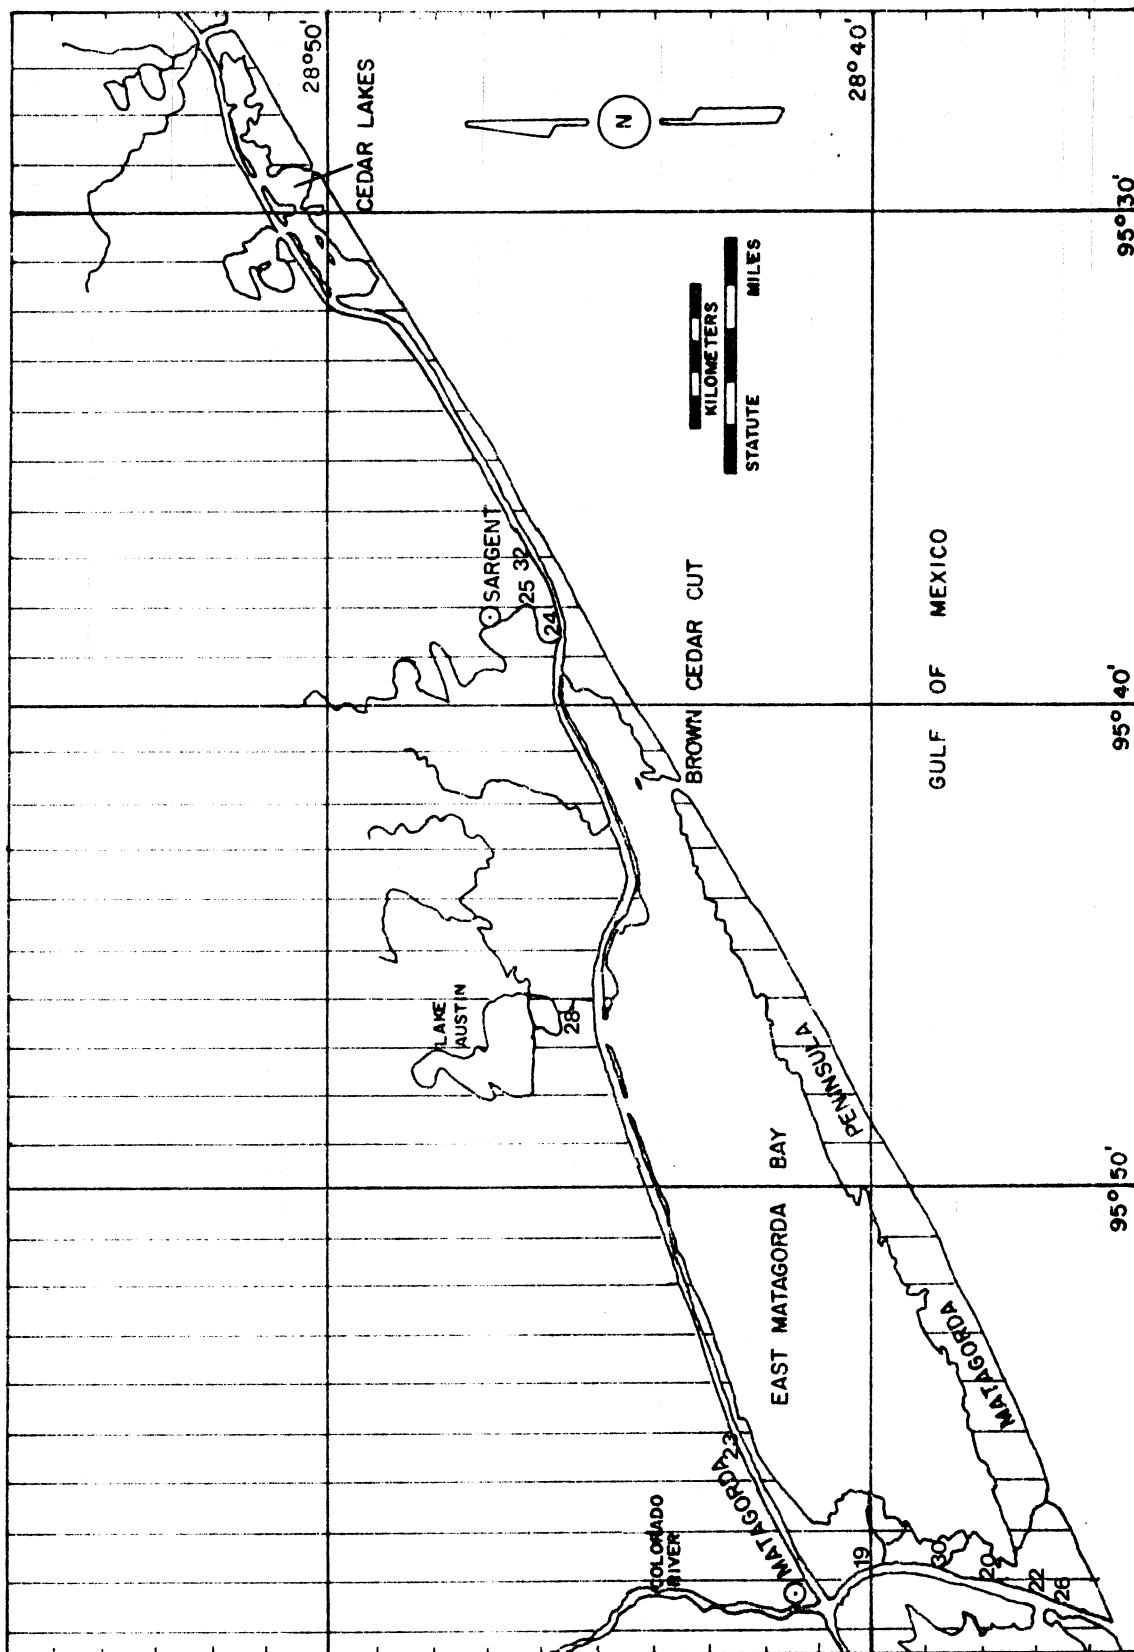 28°50'
CEDAR LAKES
N
28°40'
95°30'
KILOMETERS
STATUTE MILES
SARGENT
25 32
24
BROWN CEDAR CUT
GULF OF MEXICO
95°40'
LAKE
AUSTIN
28
PENINSULA
EAST MATAGORDA BAY
95°50'
MATAGORDA
MATAGORDA
23
COLORADO
RIVER
MATAGORDA
19
30
20
22
26